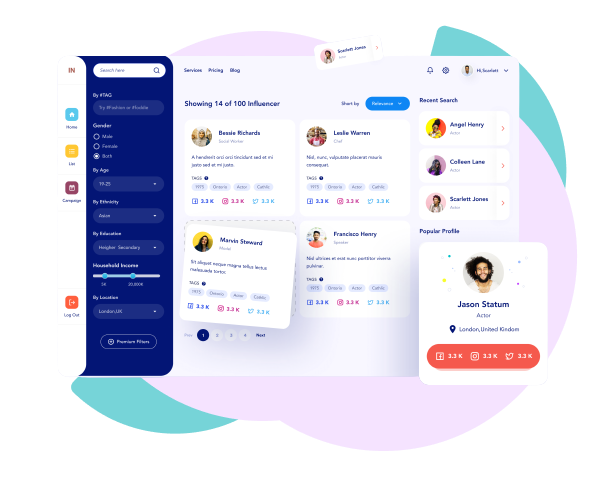 Scarlett Jones
Actor
IN
Search here
Services Pricing Blog
Hi,Scarlett
By #TAG
Try #Fashion or #foddie
Home
Gender
Male
Female
Both
List
By Age
19-25
Campaign
By Ethnicity
Asian
By Education
Heigher Secondary
Household Income
5K 20,000K
By Location
London,UK
Log Out
Premium Filters
Showing 14 of 100 Influencer
Short by
Relevance
Bessie Richards
Social Worker
A hendrerit orci orci tincidunt sed et mi
justo sed et mi justo.
TAGS
1975 Ontario Actor Cathlic
3.3 K 3.3 K 3.3 K
Leslie Warren
Chef
Nisl, nunc, vulputate placerat mauris
consequat.
TAGS
1975 Ontario Actor Cathlic
3.3 K 3.3 K 3.3 K
Marvin Steward
Model
Sit aliquet earque magna tellus lectus
malesuada tortor.
TAGS
1975 Ontario Actor Cathlic
3.3 K 3.3 K 3.3 K
Francisco Henry
Speaker
Nisl ultrices et erat nunc porttitor viverra
pulvinar.
TAGS
1975 Ontario Actor Cathlic
3.3 K 3.3 K 3.3 K
Prev 1 2 3 4 Next
Recent Search
Angel Henry
Actor
Colleen Lane
Actor
Scarlett Jones
Actor
Popular Profile
Jason Statum
Actor
London,United Kindom
3.3 K 3.3 K 3.3 K